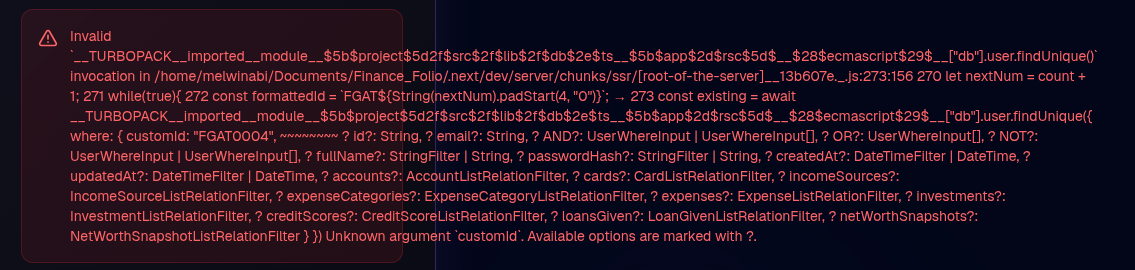 Invalid
`__TURBOPACK__imported__module__$5b$project$5d2f$src$2f$lib$2f$db$2e$ts__$5b$app$2d$rsc$5d$__$28$ecmascript$29$__["db"].user.findUnique()`
invocation in /home/melwinabi/Documents/Finance_Folio/.next/dev/server/chunks/ssr/[root-of-the-server]__13b607e._.js:273:156 270 let nextNum = count +
1; 271 while(true){ 272 const formattedId = `FGAT${String(nextNum).padStart(4, "0")}`; → 273 const existing = await
__TURBOPACK__imported__module__$5b$project$5d2f$src$2f$lib$2f$db$2e$ts__$5b$app$2d$rsc$5d$__$28$ecmascript$29$__["db"].user.findUnique({
where: { customId: "FGAT0004", ~~~~~~~~ ? id?: String, ? email?: String, ? AND?: UserWhereInput | UserWhereInput[], ? OR?: UserWhereInput[], ? NOT?:
UserWhereInput | UserWhereInput[], ? fullName?: StringFilter | String, ? passwordHash?: StringFilter | String, ? createdAt?: DateTimeFilter | DateTime, ?
updatedAt?: DateTimeFilter | DateTime, ? accounts?: AccountListRelationFilter, ? cards?: CardListRelationFilter, ? incomeSources?:
IncomeSourceListRelationFilter, ? expenseCategories?: ExpenseCategoryListRelationFilter, ? expenses?: ExpenseListRelationFilter, ? investments?:
InvestmentListRelationFilter, ? creditScores?: CreditScoreListRelationFilter, ? loansGiven?: LoanGivenListRelationFilter, ? netWorthSnapshots?:
NetWorthSnapshotListRelationFilter } }) Unknown argument `customId`. Available options are marked with ?.